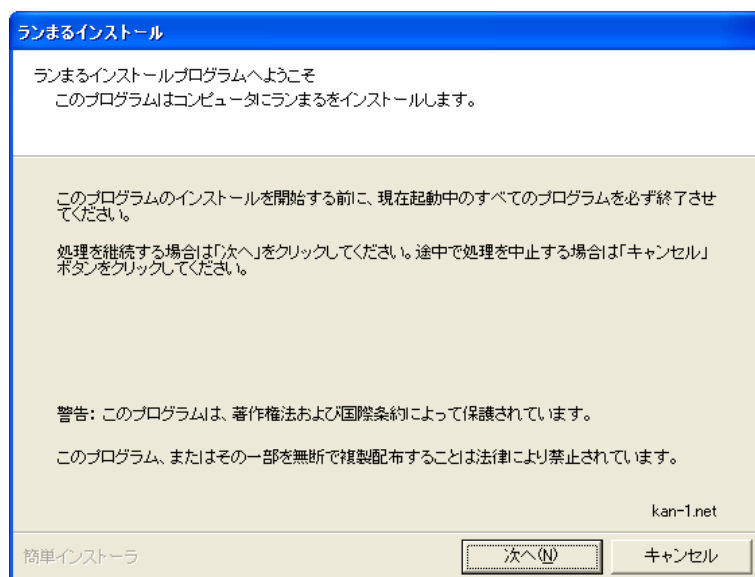 ランまるインストール
ランまるインストールプログラムへようこそ
このプログラムはコンピュータにランまるをインストールします。
このプログラムのインストールを開始する前に、現在起動中のすべてのプログラムを必ず終了させ
てください。
処理を継続する場合は「次へ」をクリックしてください。途中で処理を中止する場合は「キャンセル」
ボタンをクリックしてください。
警告: このプログラムは、著作権法および国際条約によって保護されています。
このプログラム、またはその一部を無断で複製配布することは法律により禁止されています。
kan-1.net
簡単インストーラ
次へ(N)
キャンセル